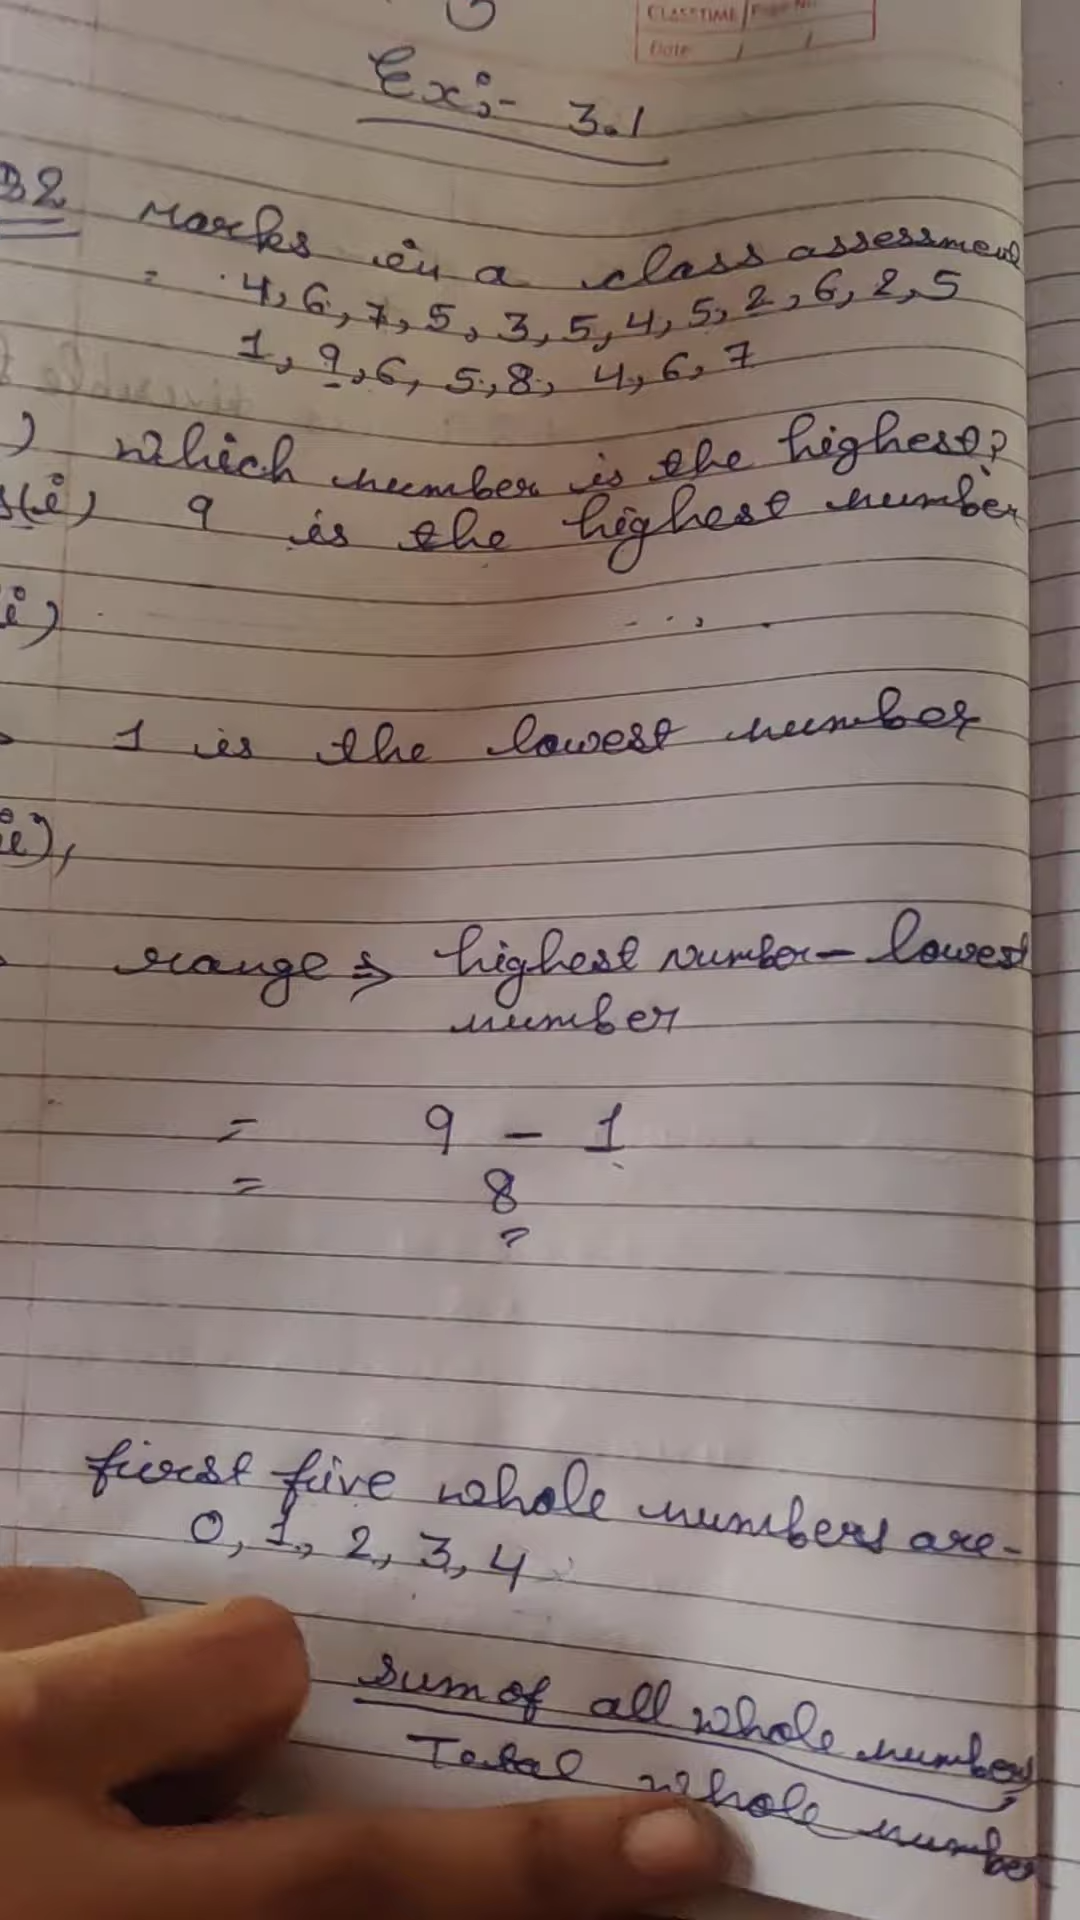 CLASSTIME
Date / /
Ex:- 3.1
marks in a class assessment
= 4, 6, 7, 5, 3, 5, 4, 5, 2, 6, 2, 5
1, 9, 6, 5, 8, 4, 6, 7
) which number is the highest?
s(i) 9 is the highest number
i)
1 is the lowest number
ii),
range ⇒ highest number - lowest
number
= 9 - 1
= 8
first five whole numbers are-
0, 1, 2, 3, 4
sum of all whole numbers
Total whole number